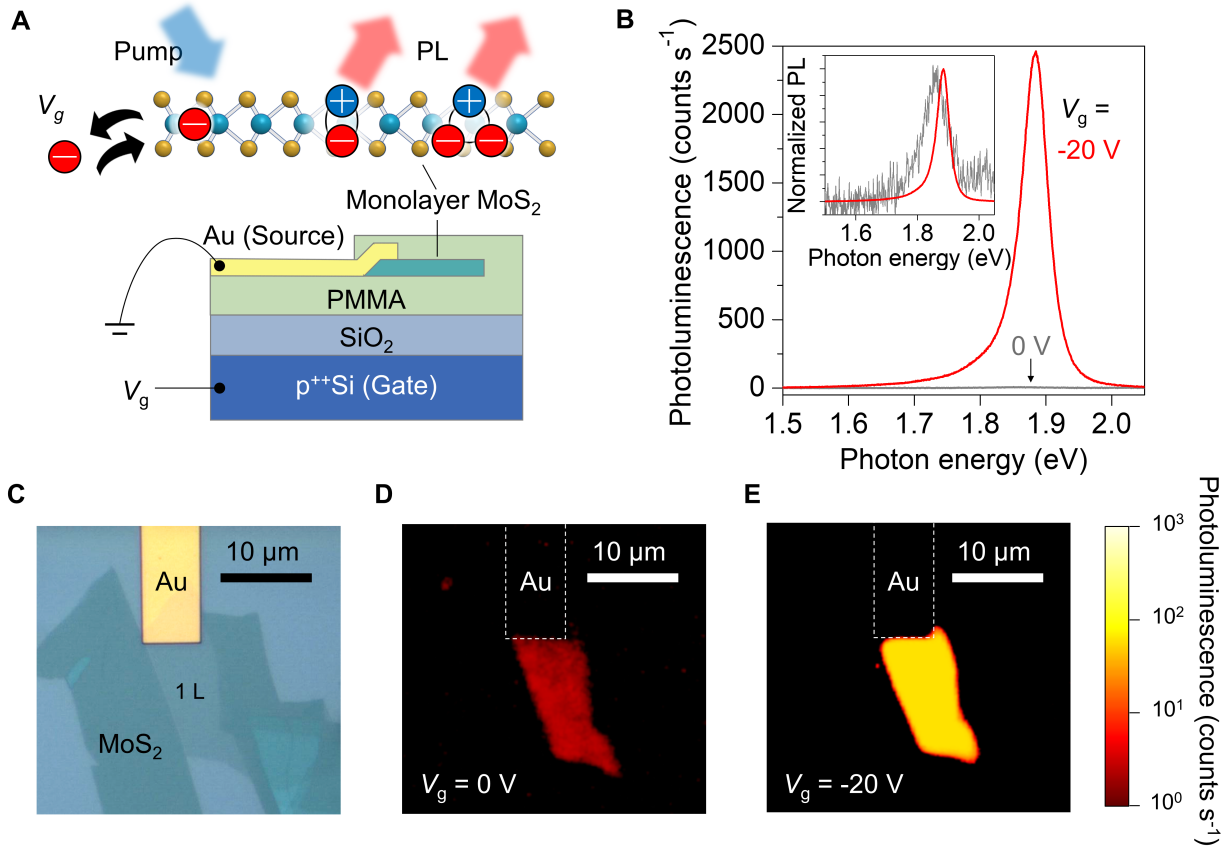 A
Pump
PL
V_g
+
+
−
−
−
−
−
Monolayer MoS₂
Au (Source)
PMMA
SiO₂
V_g
p⁺⁺Si (Gate)
B
Photoluminescence (counts s⁻¹)
2500
2000
1500
1000
500
0
1.5
1.6
1.7
1.8
1.9
2.0
Photon energy (eV)
V_g =
-20 V
0 V
Normalized PL
1.6
1.8
2.0
Photon energy (eV)
C
10 µm
Au
1 L
MoS₂
D
10 µm
Au
V_g = 0 V
E
10 µm
Au
V_g = -20 V
10³
10²
10¹
10⁰
Photoluminescence (counts s⁻¹)